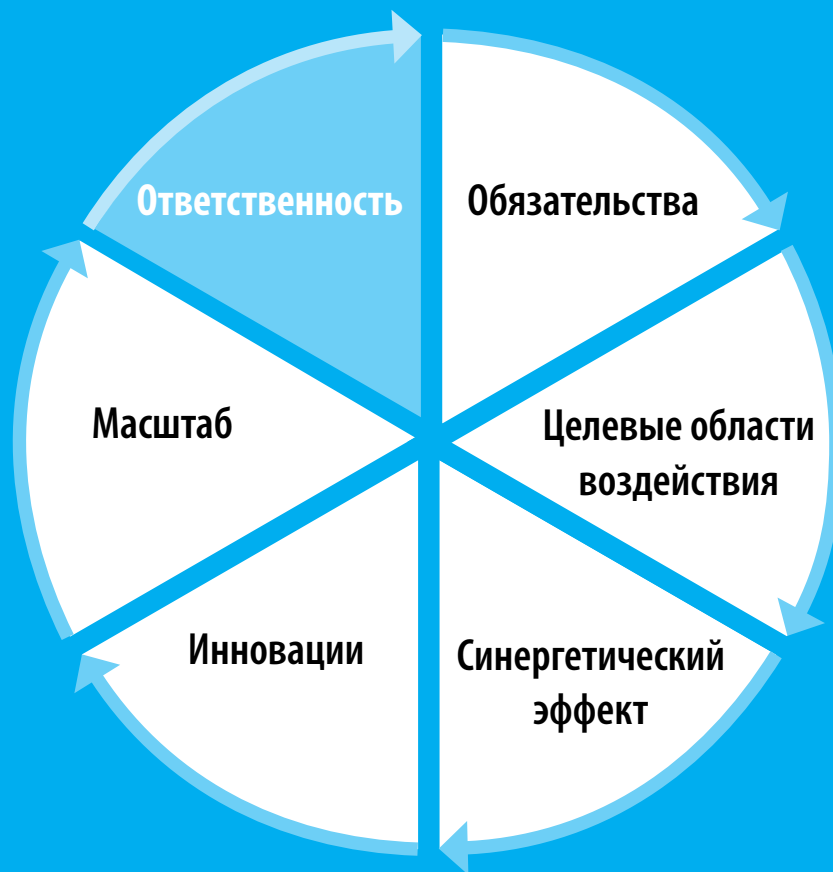 Ответственность
Обязательства
Масштаб
Целевые области
воздействия
Инновации
Синергетический
эффект